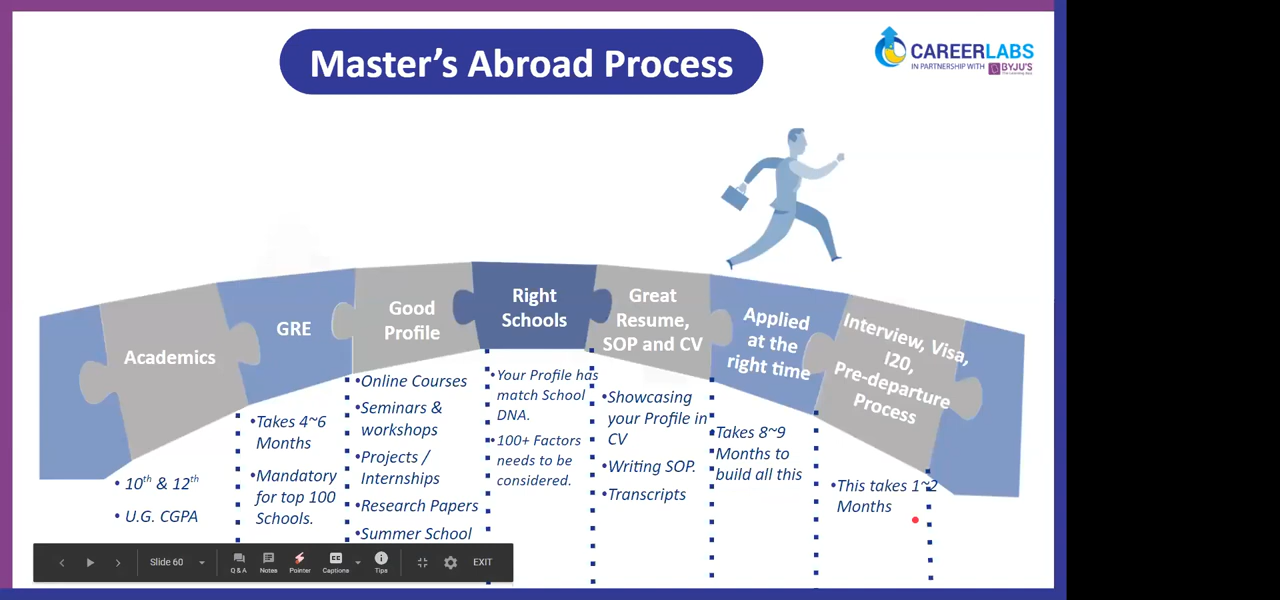 Master's Abroad Process
CAREERLABS
IN PARTNERSHIP WITH BYJU'S
The Learning App
Academics
GRE
Good
Profile
Right
Schools
Great
Resume,
SOP and CV
Applied
at the
right time
Interview, Visa,
I20,
Pre-departure
Process
• 10th & 12th
• U.G. CGPA
•Takes 4~6
Months
•Mandatory
for top 100
Schools.
•Online Courses
•Seminars &
workshops
•Projects /
Internships
•Research Papers
•Summer School
•Your Profile has
match School
DNA.
•100+ Factors
needs to be
considered.
•Showcasing
your Profile in
CV
•Writing SOP.
•Transcripts
•Takes 8~9
Months to
build all this
•This takes 1~2
Months
Slide 60
Q & A
Notes
Pointer
CC
Captions
Tips
EXIT